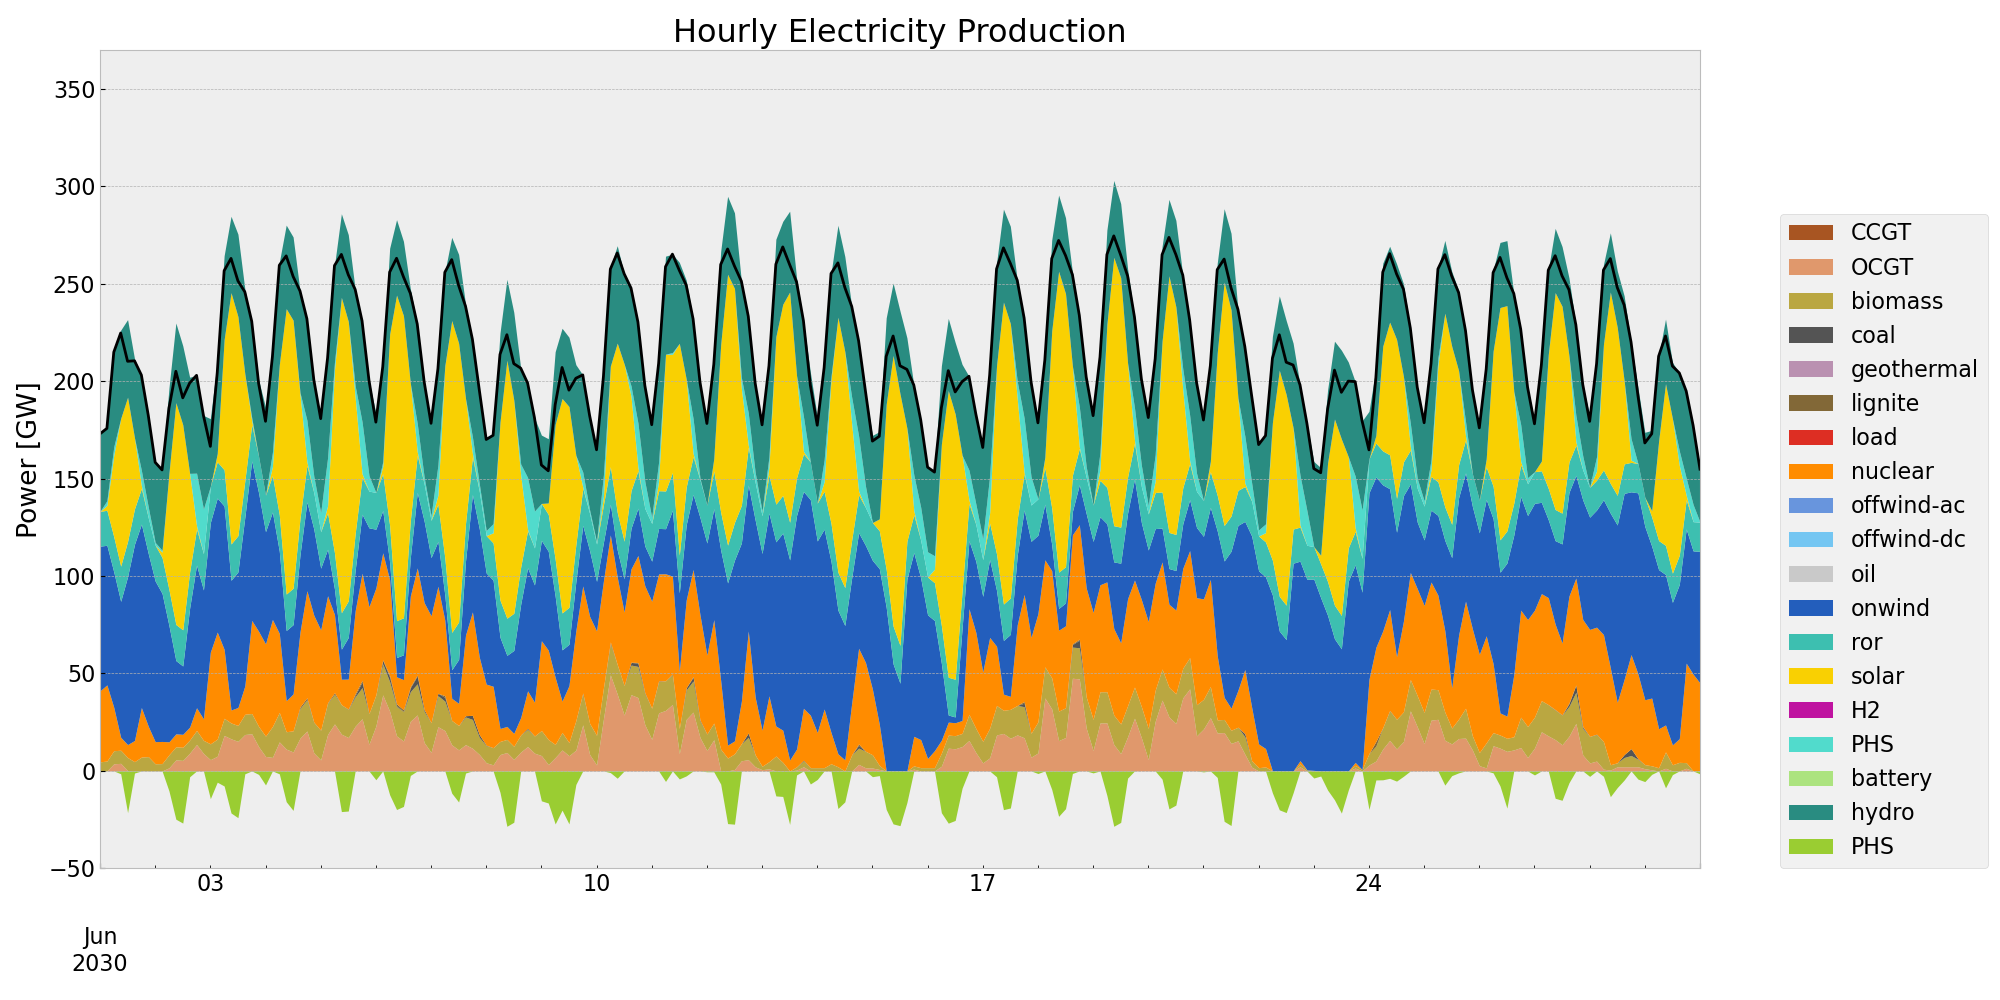 Hourly Electricity Production
Power [GW]
350
300
250
200
150
100
50
0
−50
03
10
17
24
Jun
2030
CCGT
OCGT
biomass
coal
geothermal
lignite
load
nuclear
offwind-ac
offwind-dc
oil
onwind
ror
solar
H2
PHS
battery
hydro
PHS